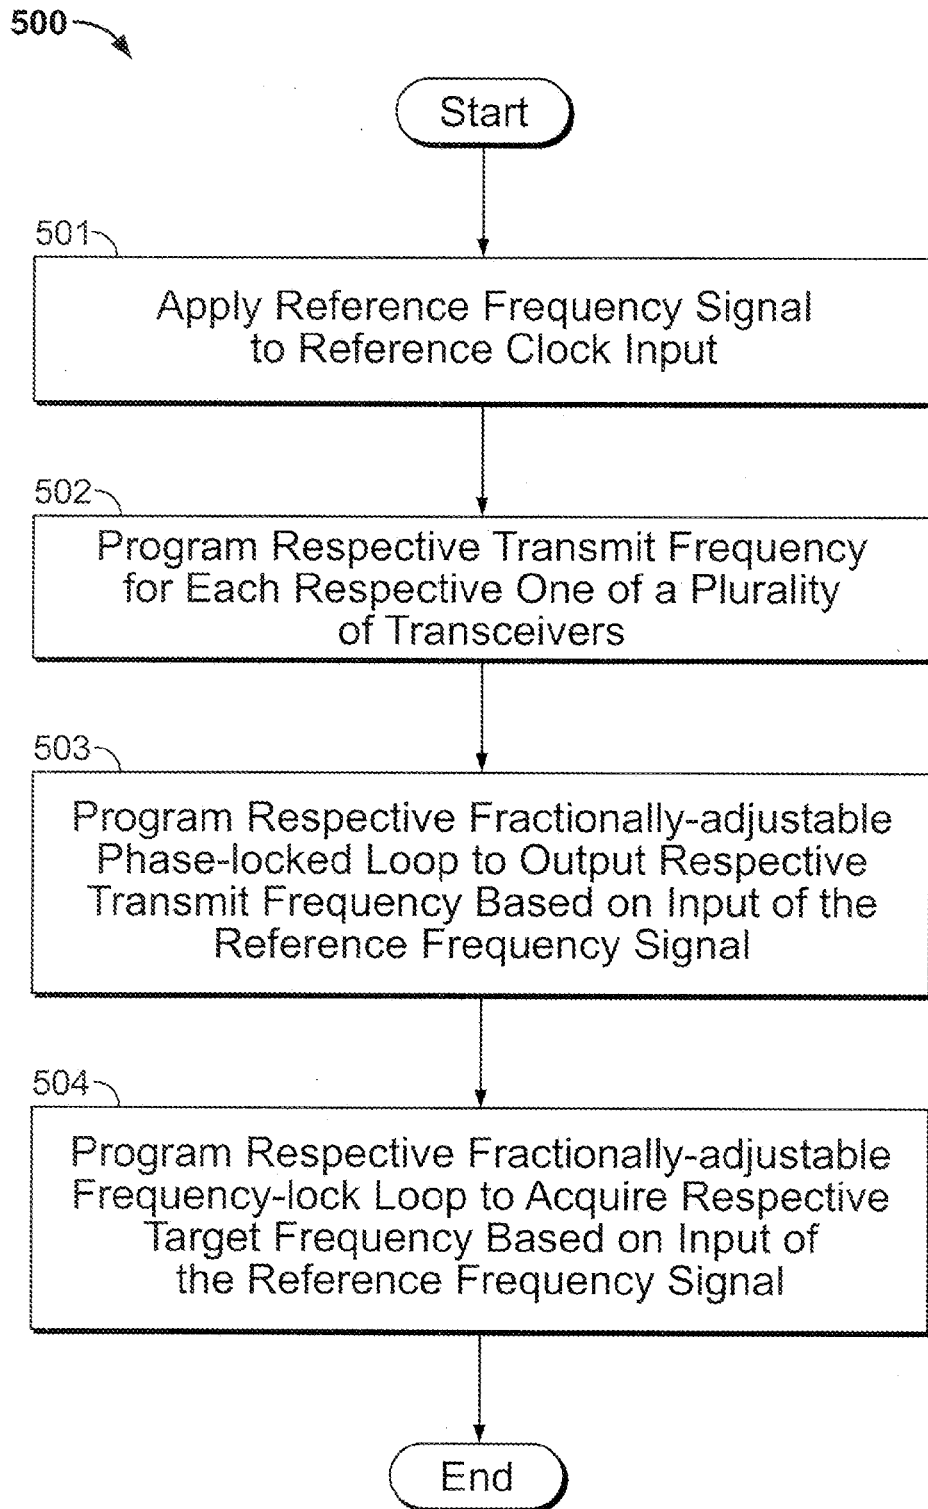 500
Start
501
Apply Reference Frequency Signal
to Reference Clock Input
502
Program Respective Transmit Frequency
for Each Respective One of a Plurality
of Transceivers
503
Program Respective Fractionally-adjustable
Phase-locked Loop to Output Respective
Transmit Frequency Based on Input of the
Reference Frequency Signal
504
Program Respective Fractionally-adjustable
Frequency-lock Loop to Acquire Respective
Target Frequency Based on Input of
the Reference Frequency Signal
End